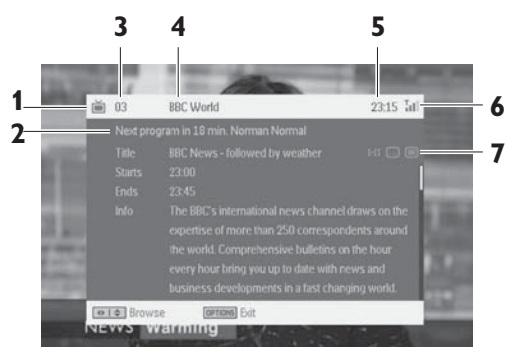 3 4 5
1 03 BBC World 23:15 6
2 Next program in 18 min. Norman Normal
Title BBC News - followed by weather 7
Starts 23:00
Ends 23:45
Info The BBC's international news channel draws on the
expertise of more than 250 correspondents around
the world. Comprehensive bulletins on the hour
every hour bring you up to date with news and
business developments in a fast changing world.
Browse OPTIONS Exit
NEWS Warming